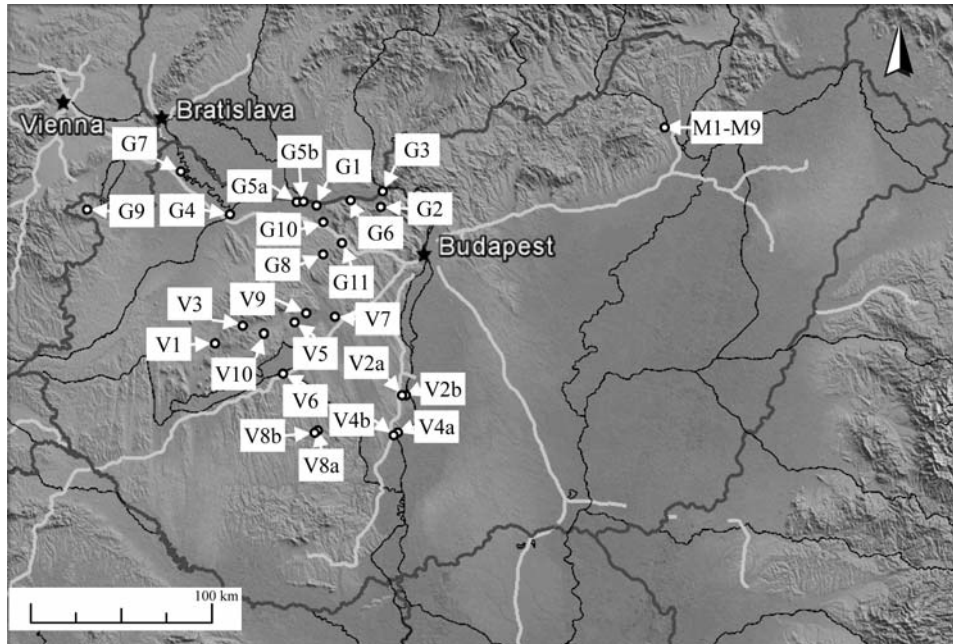 Vienna
Bratislava
M1-M9
G7
G5b
G1
G3
G5a
G9
G4
G10
G6
G2
Budapest
G8
G11
V9
V3
V7
V1
V5
V10
V2a
V2b
V6
V8b
V4b
V4a
V8a
100 km